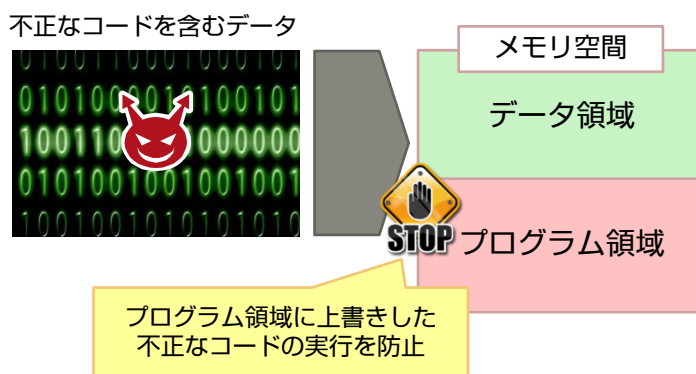 不正なコードを含むデータ
メモリ空間
データ領域
STOP
プログラム領域
プログラム領域に上書きした
不正なコードの実行を防止